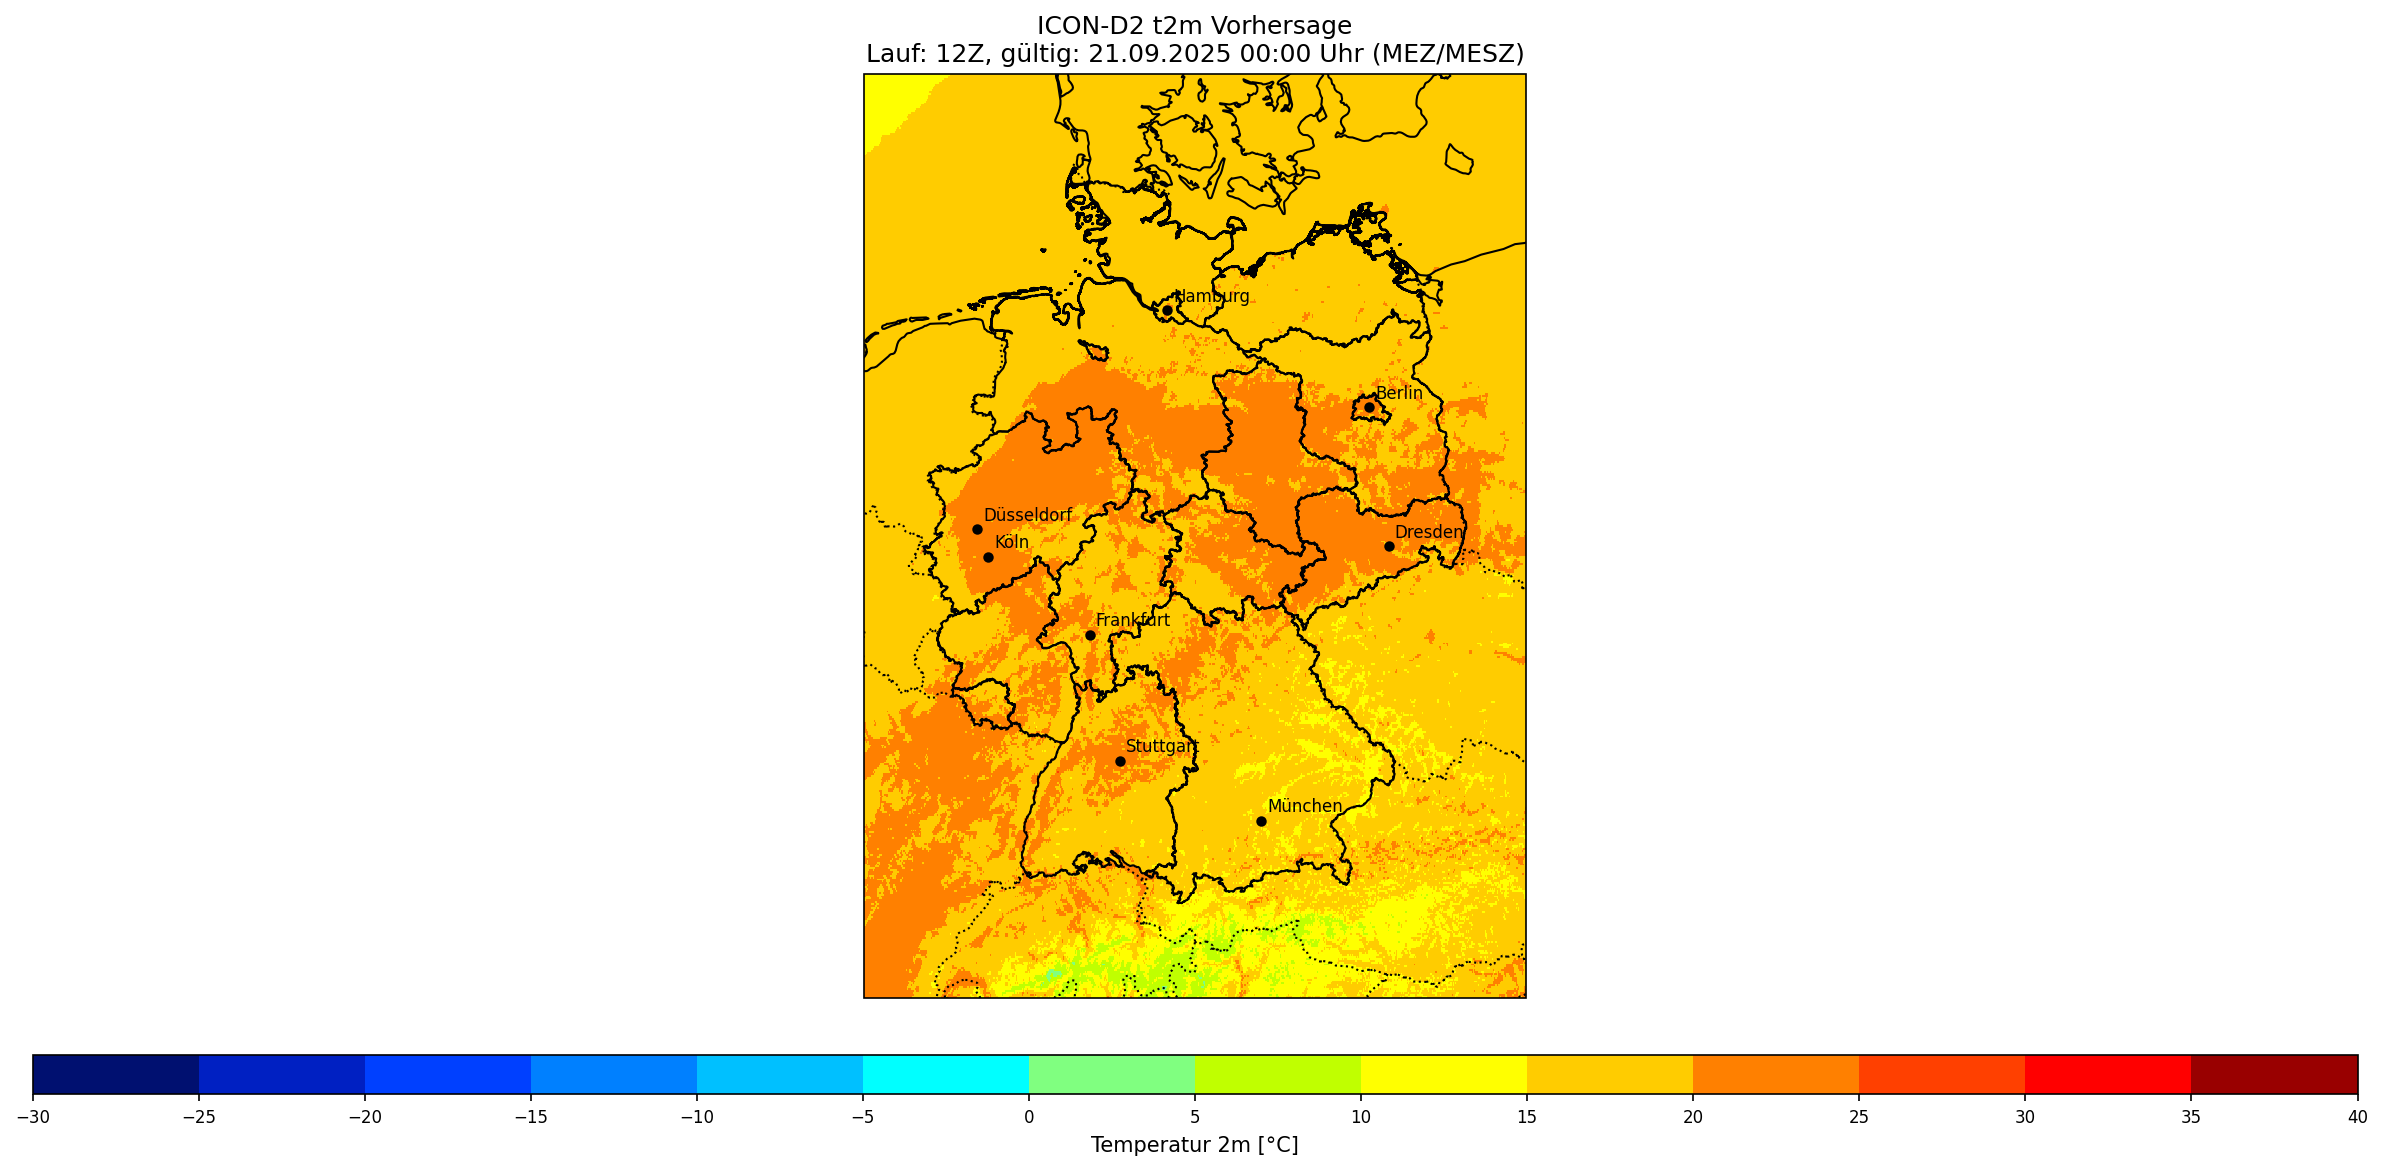 ICON-D2 t2m Vorhersage
Lauf: 12Z, gültig: 21.09.2025 00:00 Uhr (MEZ/MESZ)
Hamburg
Berlin
Düsseldorf
Dresden
Köln
Frankfurt
Stuttgart
München
−30 −25 −20 −15 −10 −5 0 5 10 15 20 25 30 35 40
Temperatur 2m [°C]